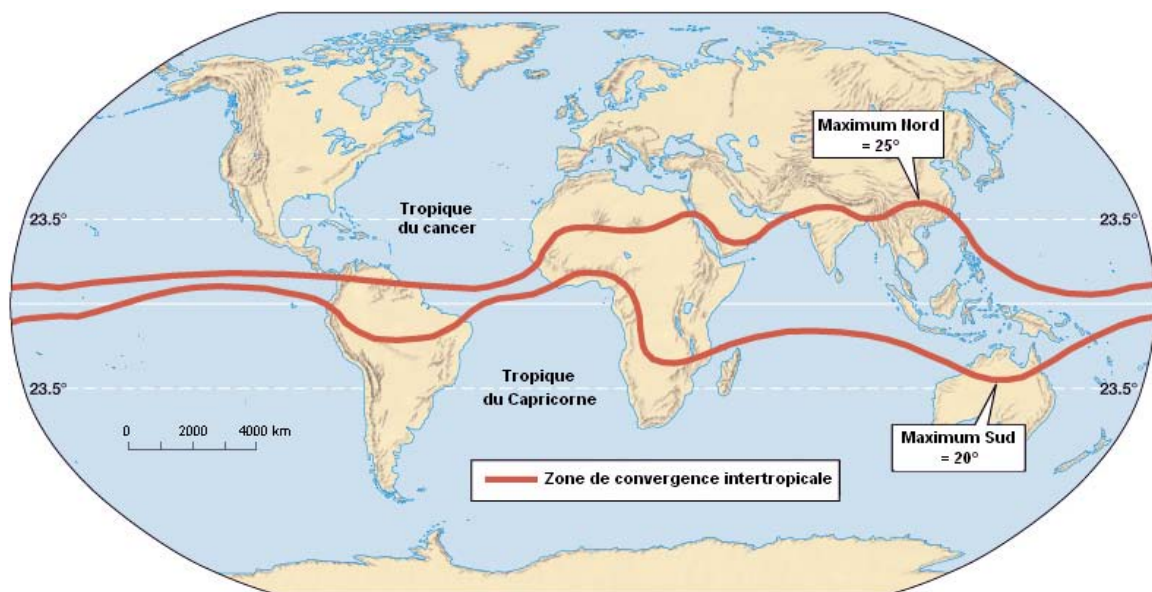 Maximum Nord
= 25°
23.5°
Tropique
du cancer
23.5°
23.5°
Tropique
du Capricorne
23.5°
0 2000 4000 km
Maximum Sud
= 20°
Zone de convergence intertropicale